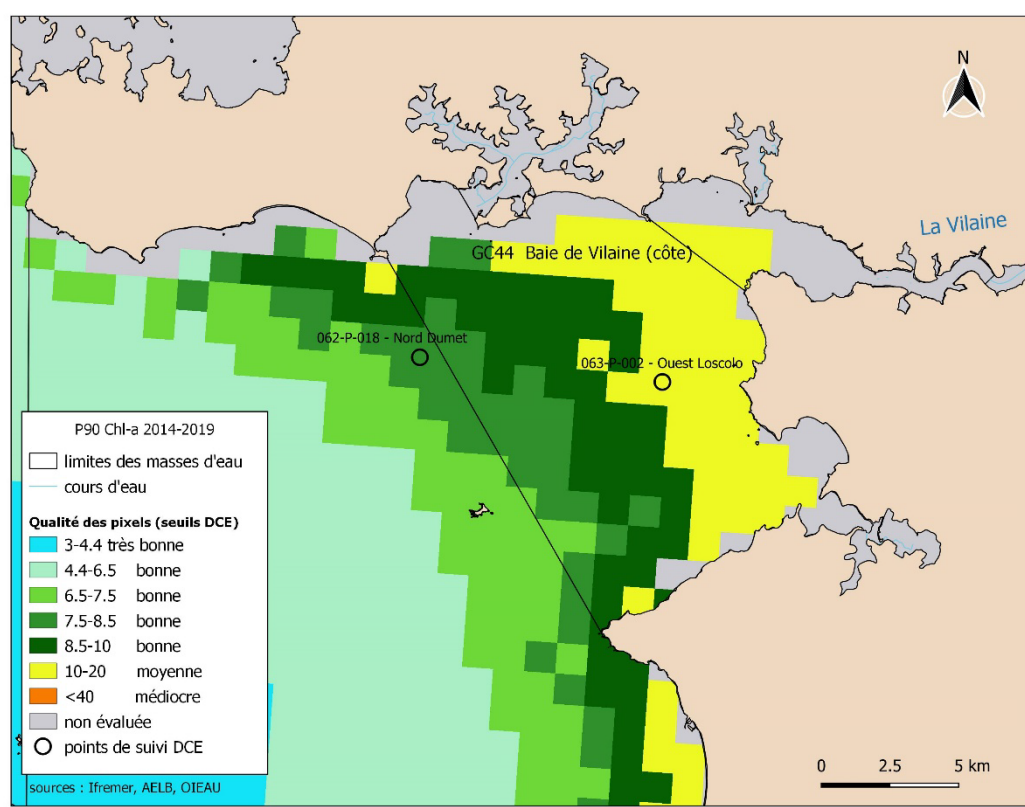 N
La Vilaine
GC44 Baie de Vilaine (côte)
062-P-018 - Nord Dumet
063-P-002 - Ouest Loscolo
P90 Chl-a 2014-2019
limites des masses d'eau
cours d'eau
Qualité des pixels (seuils DCE)
3-4.4 très bonne
4.4-6.5 bonne
6.5-7.5 bonne
7.5-8.5 bonne
8.5-10 bonne
10-20 moyenne
<40 médiocre
non évaluée
points de suivi DCE
sources : Ifremer, AELB, OIEAU
0 2.5 5 km